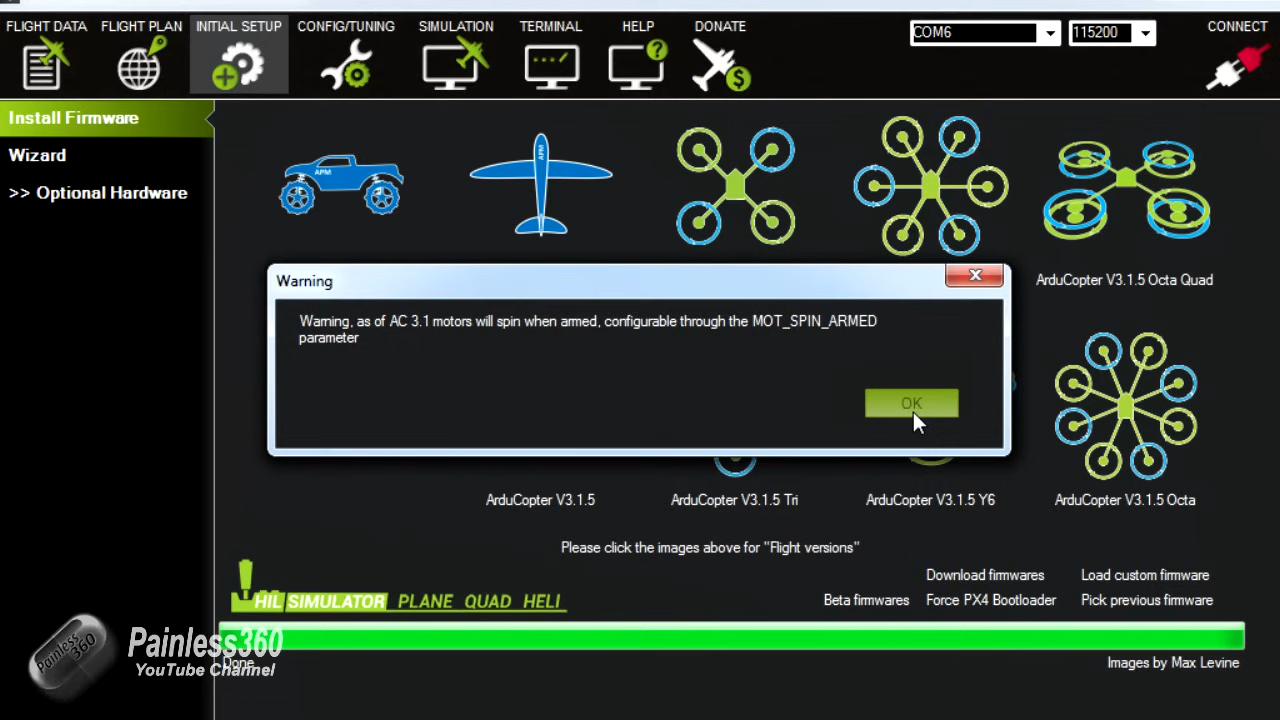 FLIGHT DATA
FLIGHT PLAN
INITIAL SETUP
CONFIG/TUNING
SIMULATION
TERMINAL
HELP
DONATE
COM6
115200
CONNECT
Install Firmware
Wizard
>> Optional Hardware
APM
APM
ArduCopter V3.1.5 Octa Quad
Warning
Warning, as of AC 3.1 motors will spin when armed, configurable through the MOT_SPIN_ARMED
parameter
OK
ArduCopter V3.1.5
ArduCopter V3.1.5 Tri
ArduCopter V3.1.5 Y6
ArduCopter V3.1.5 Octa
Please click the images above for "Flight versions"
Download firmwares
Load custom firmware
HIL SIMULATOR PLANE QUAD HELI
Beta firmwares
Force PX4 Bootloader
Pick previous firmware
Painless360
YouTube Channel
Painless
360
Done
Images by Max Levine